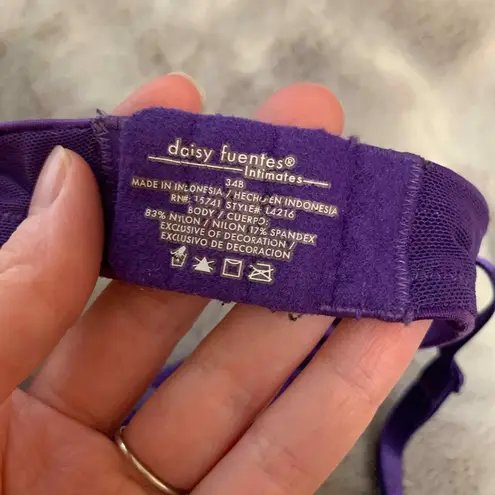 daisy fuentes®
Intimates
34B
MADE IN INDONESIA / HECHO EN INDONESIA
RN#: 15741 STYLE#: L4216
BODY / CUERPO:
83% NYLON / NILON 17% SPANDEX
EXCLUSIVE OF DECORATION /
EXCLUSIVO DE DECORACION